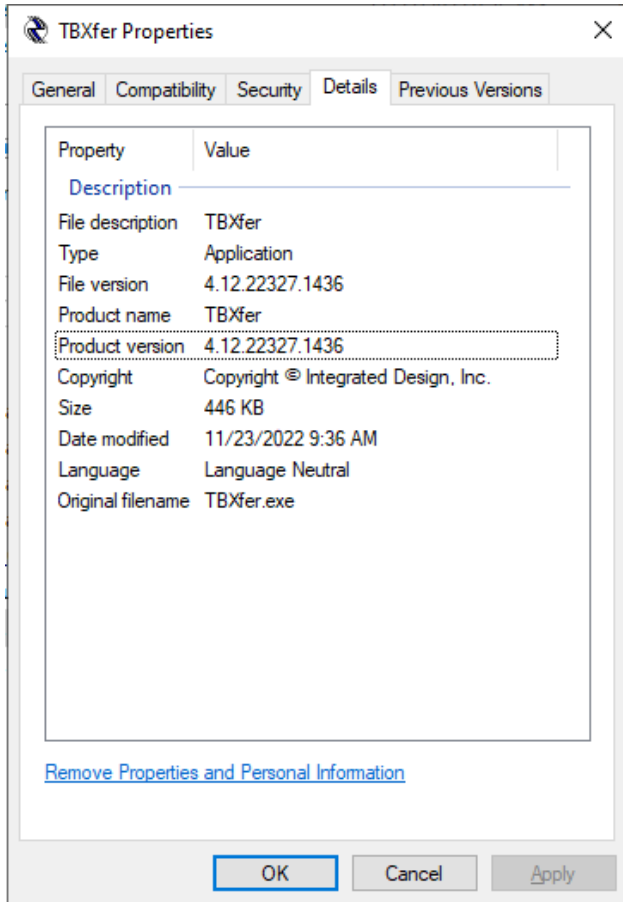 TBXfer Properties
General Compatibility Security Details Previous Versions
Property Value
Description
File description TBXfer
Type Application
File version 4.12.22327.1436
Product name TBXfer
Product version 4.12.22327.1436
Copyright Copyright © Integrated Design, Inc.
Size 446 KB
Date modified 11/23/2022 9:36 AM
Language Language Neutral
Original filename TBXfer.exe
Remove Properties and Personal Information
OK Cancel Apply